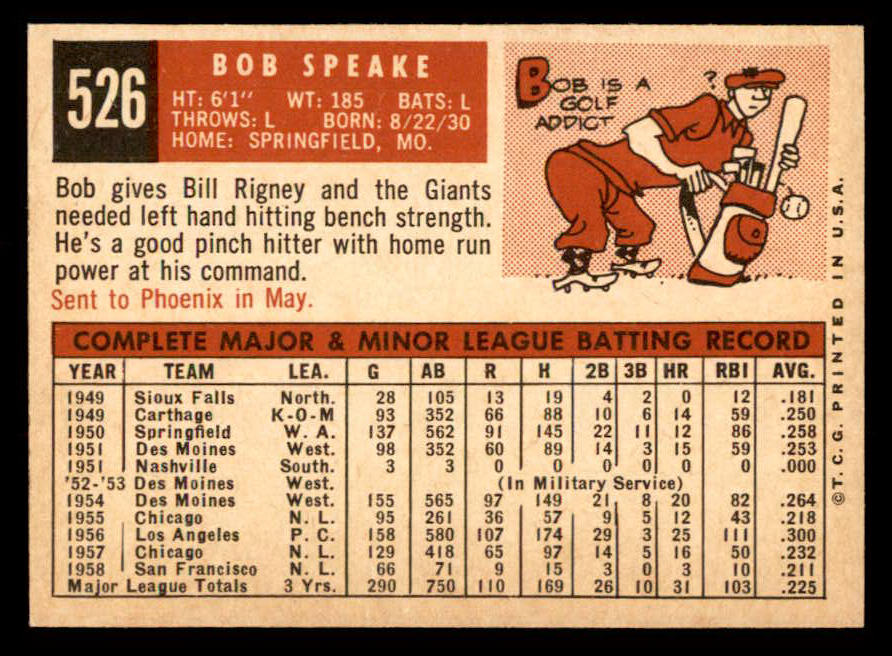 526
BOB SPEAKE
HT: 6'1" WT: 185 BATS: L
THROWS: L BORN: 8/22/30
HOME: SPRINGFIELD, MO.
BOB IS A
GOLF
ADDICT
?
Bob gives Bill Rigney and the Giants
needed left hand hitting bench strength.
He's a good pinch hitter with home run
power at his command.
Sent to Phoenix in May.
COMPLETE MAJOR & MINOR LEAGUE BATTING RECORD
YEAR TEAM LEA. G AB R H 2B 3B HR RBI AVG.
1949 Sioux Falls North. 28 105 13 19 4 2 0 12 .181
1949 Carthage K-O-M 93 352 66 88 10 6 14 59 .250
1950 Springfield W. A. 137 562 91 145 22 11 12 86 .258
1951 Des Moines West. 98 352 60 89 14 3 15 59 .253
1951 Nashville South. 3 3 0 0 0 0 0 0 .000
'52-'53 Des Moines West. (In Military Service)
1954 Des Moines West. 155 565 97 149 21 8 20 82 .264
1955 Chicago N. L. 95 261 36 57 9 5 12 43 .218
1956 Los Angeles P. C. 158 580 107 174 29 3 25 111 .300
1957 Chicago N. L. 129 418 65 97 14 5 16 50 .232
1958 San Francisco N. L. 66 71 9 15 3 0 3 10 .211
Major League Totals 3 Yrs. 290 750 110 169 26 10 31 103 .225
©T. C. G. PRINTED IN U.S.A.